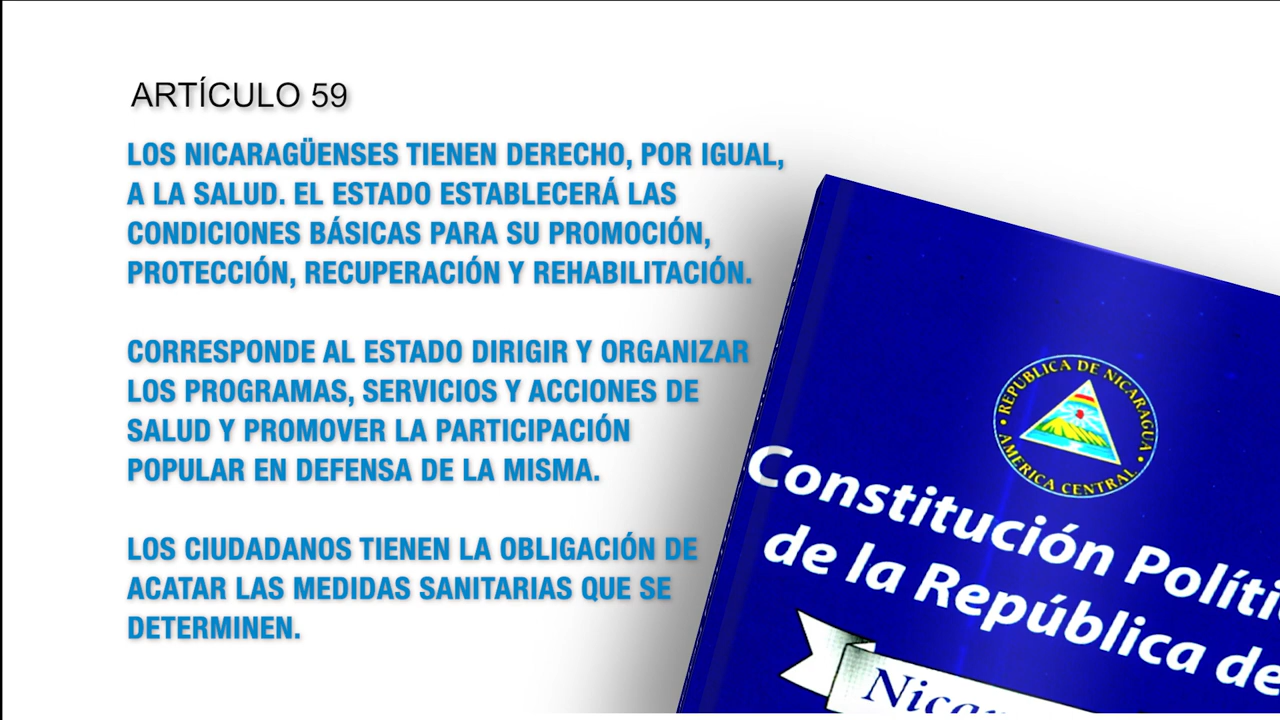 ARTÍCULO 59
LOS NICARAGÜENSES TIENEN DERECHO, POR IGUAL,
A LA SALUD. EL ESTADO ESTABLECERÁ LAS
CONDICIONES BÁSICAS PARA SU PROMOCIÓN,
PROTECCIÓN, RECUPERACIÓN Y REHABILITACIÓN.
CORRESPONDE AL ESTADO DIRIGIR Y ORGANIZAR
LOS PROGRAMAS, SERVICIOS Y ACCIONES DE
SALUD Y PROMOVER LA PARTICIPACIÓN
POPULAR EN DEFENSA DE LA MISMA.
LOS CIUDADANOS TIENEN LA OBLIGACIÓN DE
ACATAR LAS MEDIDAS SANITARIAS QUE SE
DETERMINEN.
REPUBLICA DE NICARAGUA
AMERICA CENTRAL
Constitución Políti
de la República de